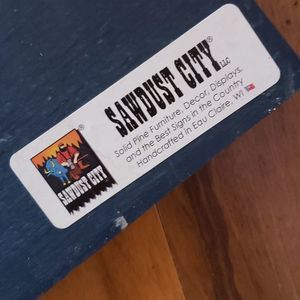 SAWDUST CITY LLC®
Solid Pine Furniture, Decor, Displays,
and the Best Signs in the Country
Handcrafted in Eau Claire, WI
SAWDUST CITY
®